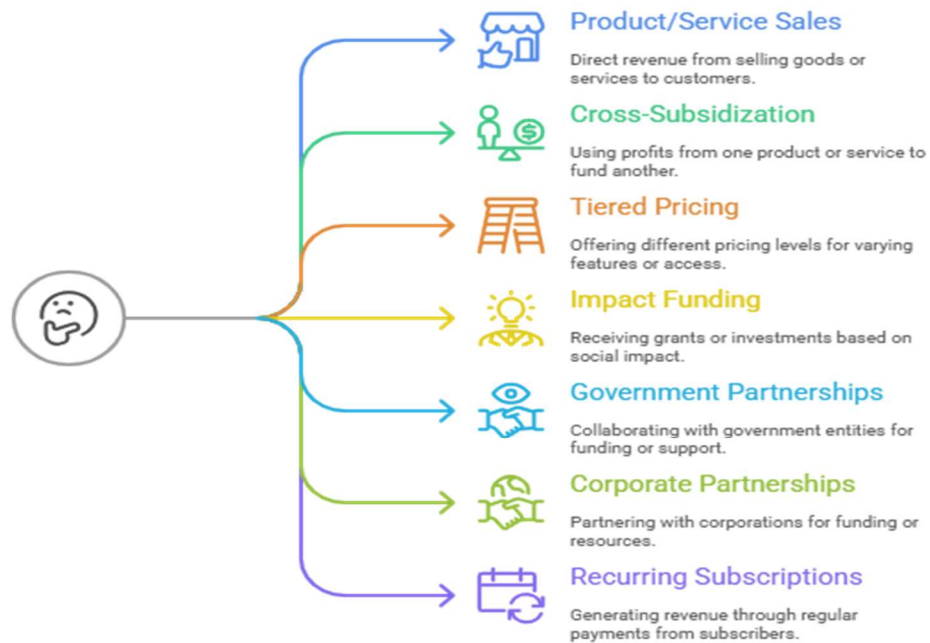 Product/Service Sales
Direct revenue from selling goods or
services to customers.
Cross-Subsidization
$
Using profits from one product or service to
fund another.
Tiered Pricing
Offering different pricing levels for varying
features or access.
Impact Funding
Receiving grants or investments based on
social impact.
Government Partnerships
Collaborating with government entities for
funding or support.
Corporate Partnerships
Partnering with corporations for funding or
resources.
Recurring Subscriptions
Generating revenue through regular
payments from subscribers.